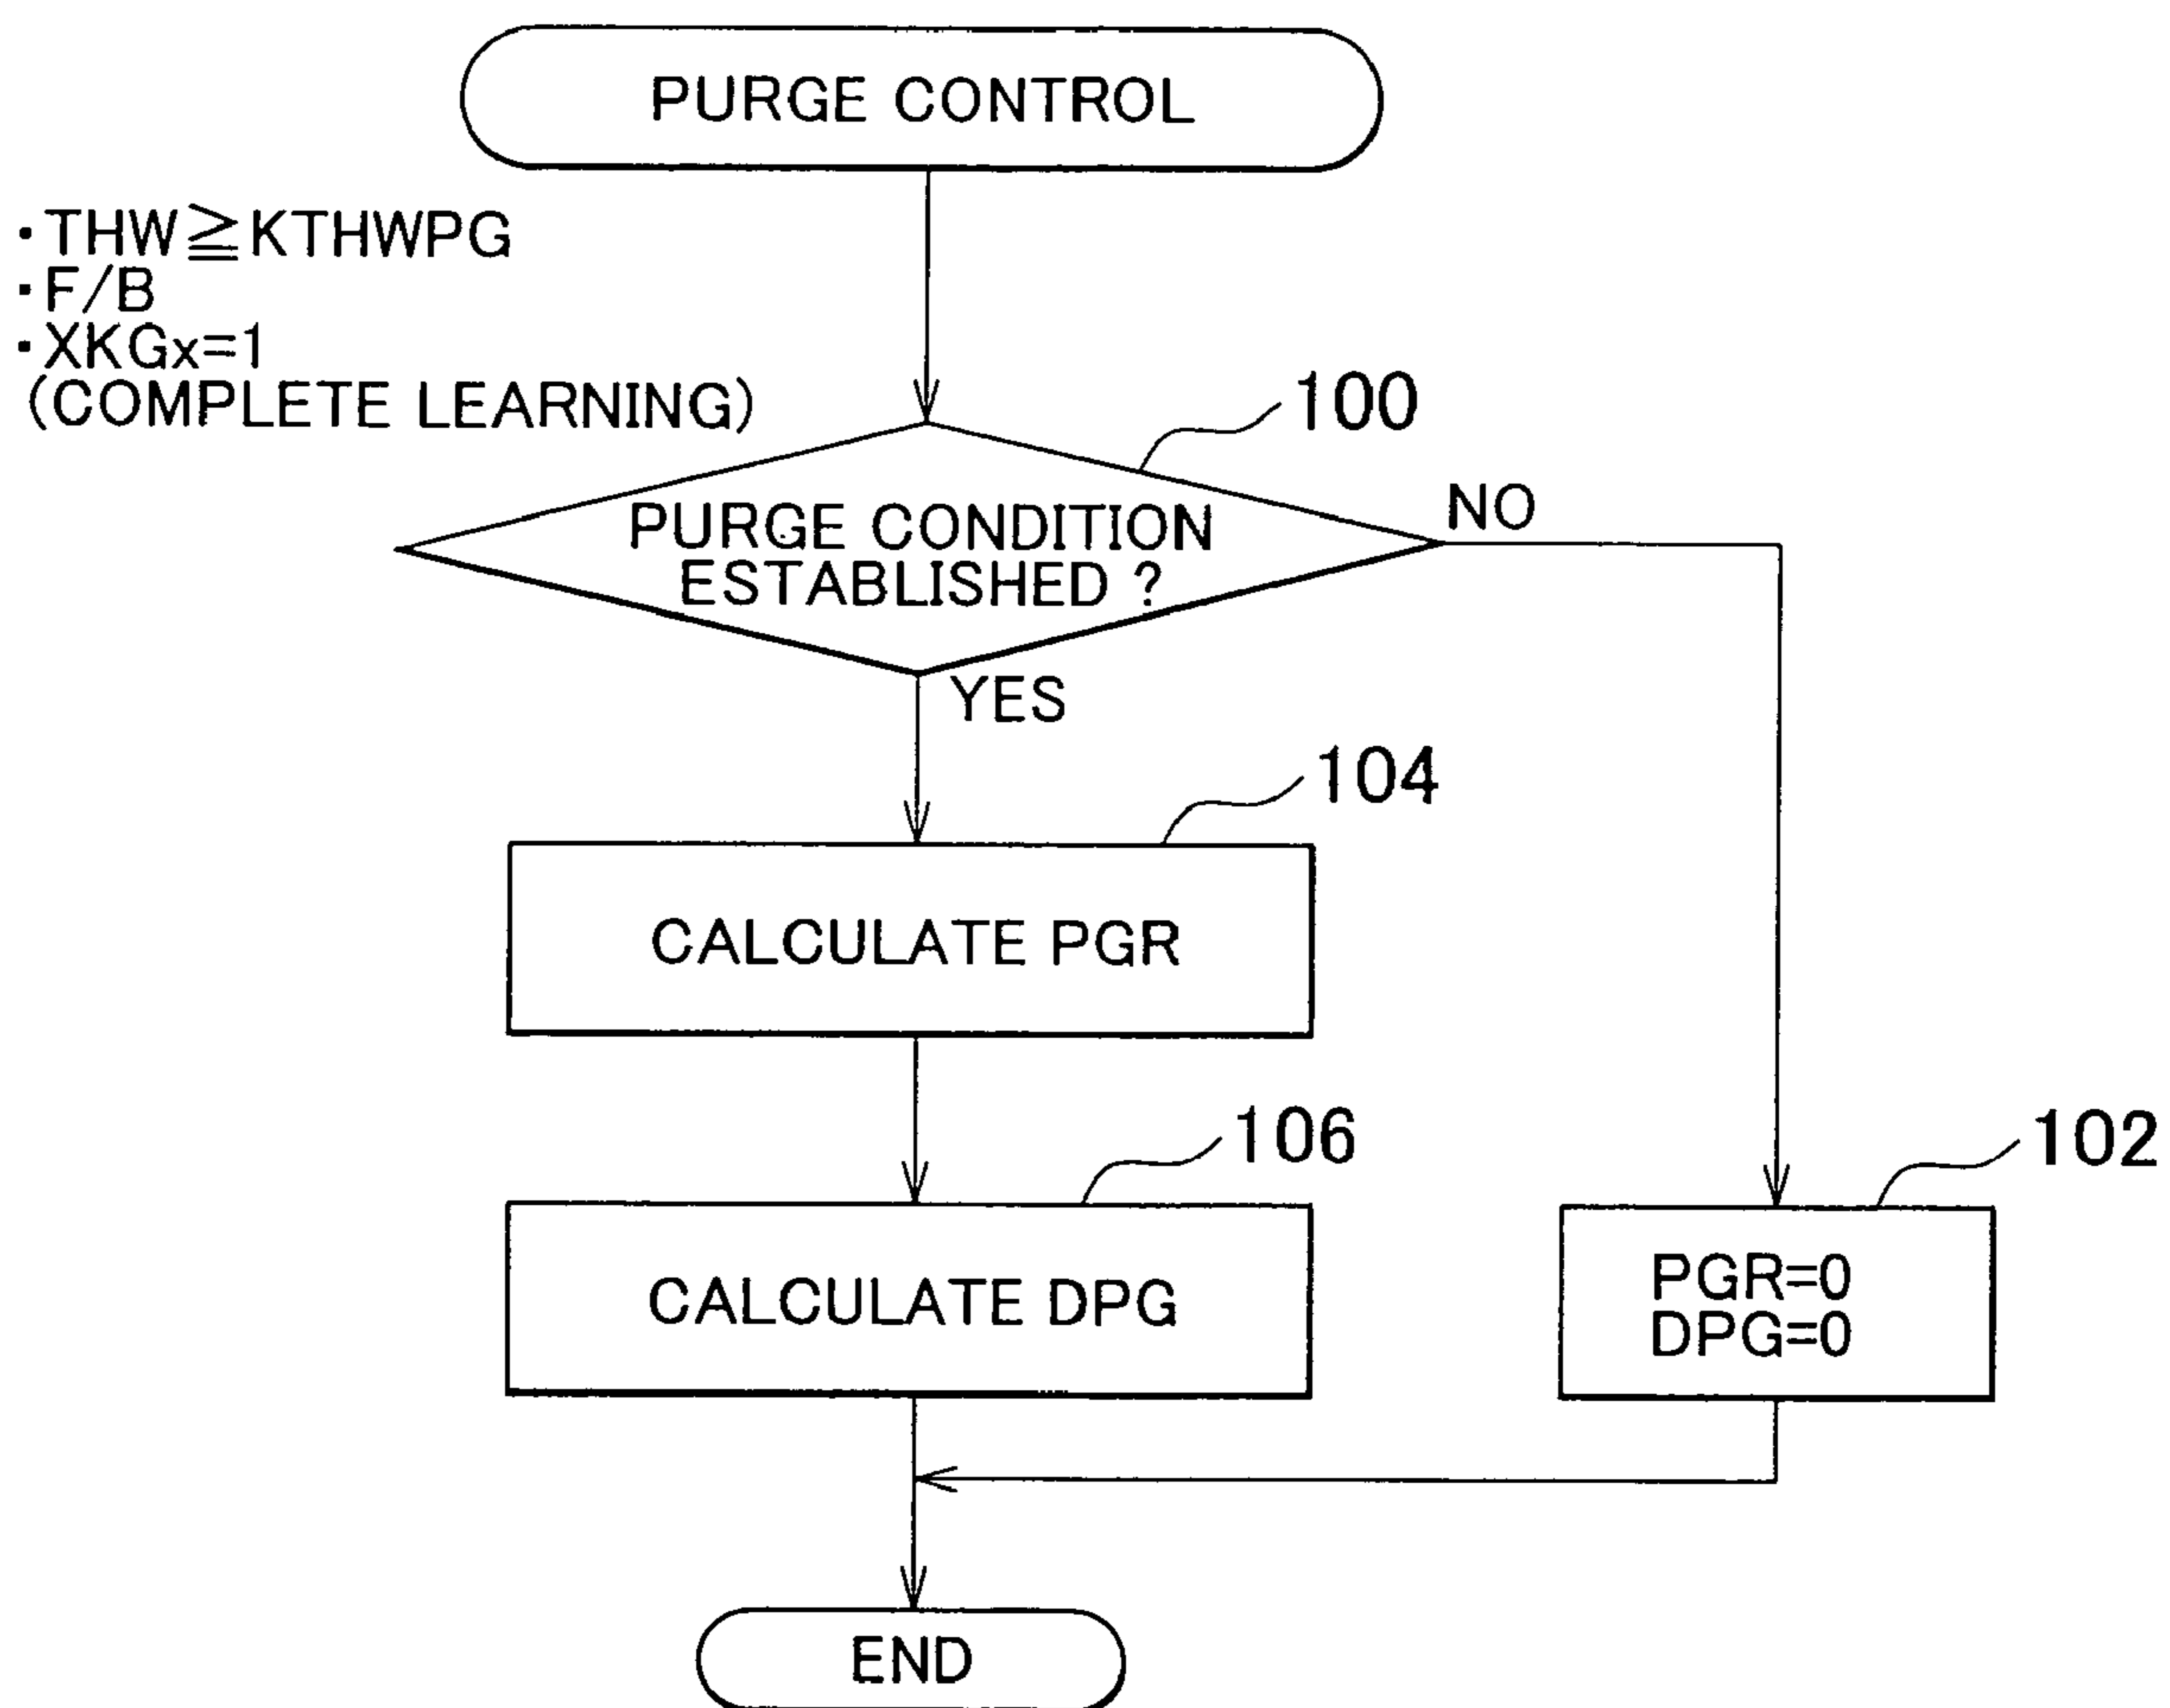 PURGE CONTROL
・THW≧KTHWPG
・F/B
・XKGx=1
(COMPLETE LEARNING)
100
PURGE CONDITION
ESTABLISHED ?
NO
YES
104
CALCULATE PGR
106
CALCULATE DPG
102
PGR=0
DPG=0
END